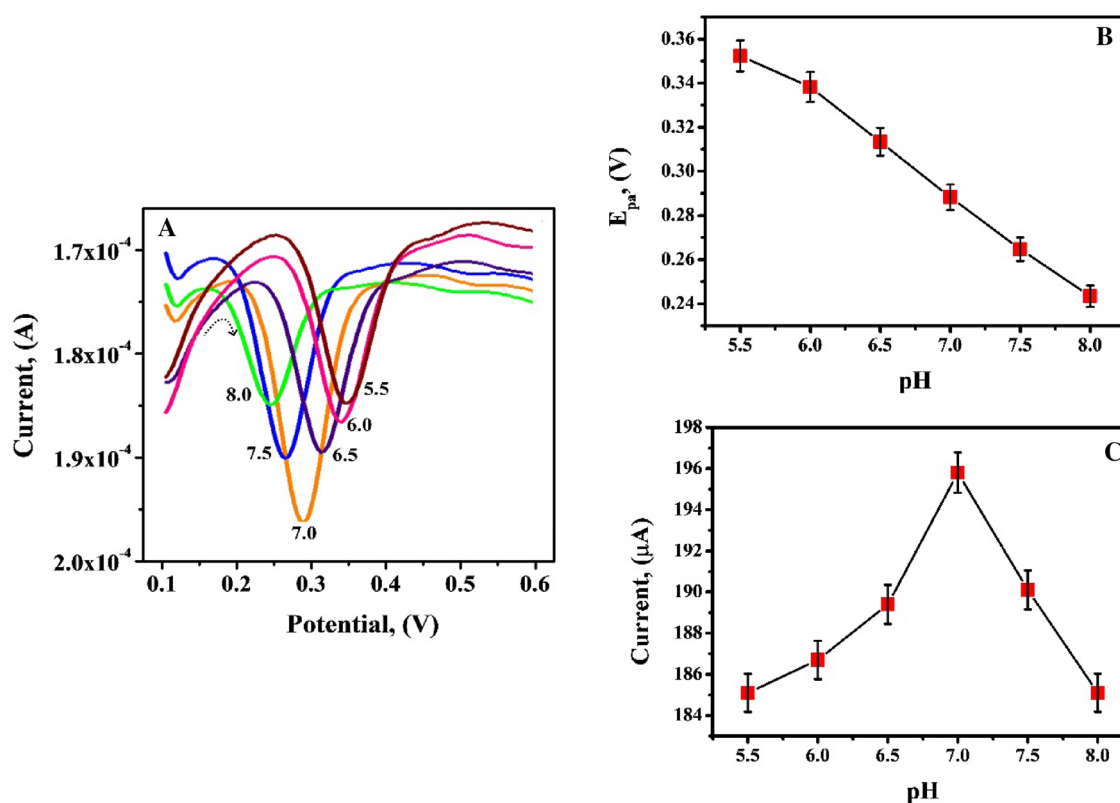 A
1.7x10⁻⁴
1.8x10⁻⁴
1.9x10⁻⁴
2.0x10⁻⁴
Current, (A)
8.0
5.5
6.0
7.5
6.5
7.0
0.1 0.2 0.3 0.4 0.5 0.6
Potential, (V)
B
0.36
0.34
0.32
0.30
0.28
0.26
0.24
E_pa, (V)
5.5 6.0 6.5 7.0 7.5 8.0
pH
C
198
196
194
192
190
188
186
184
Current, (µA)
5.5 6.0 6.5 7.0 7.5 8.0
pH